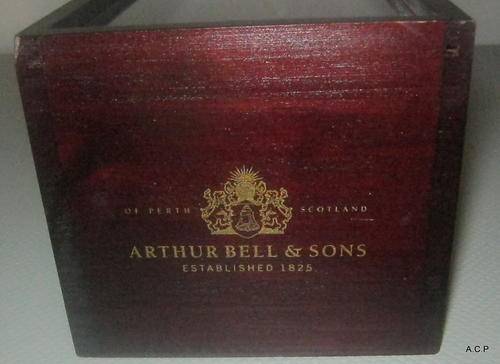 OF PERTH SCOTLAND
ARTHUR BELL & SONS
ESTABLISHED 1825
A.C.P